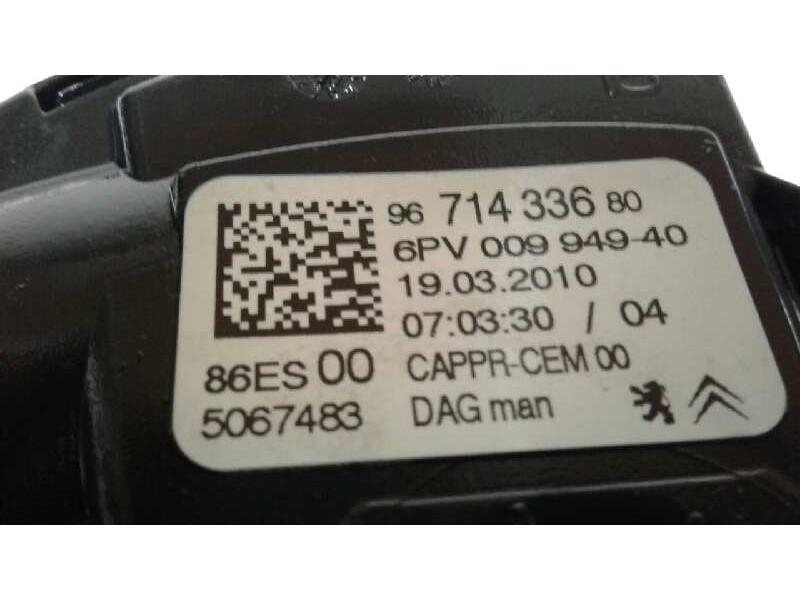 96 714 336 80
6PV 009 949-40
19.03.2010
07:03:30 / 04
86ES 00 CAPPR-CEM 00
5067483 DAG man